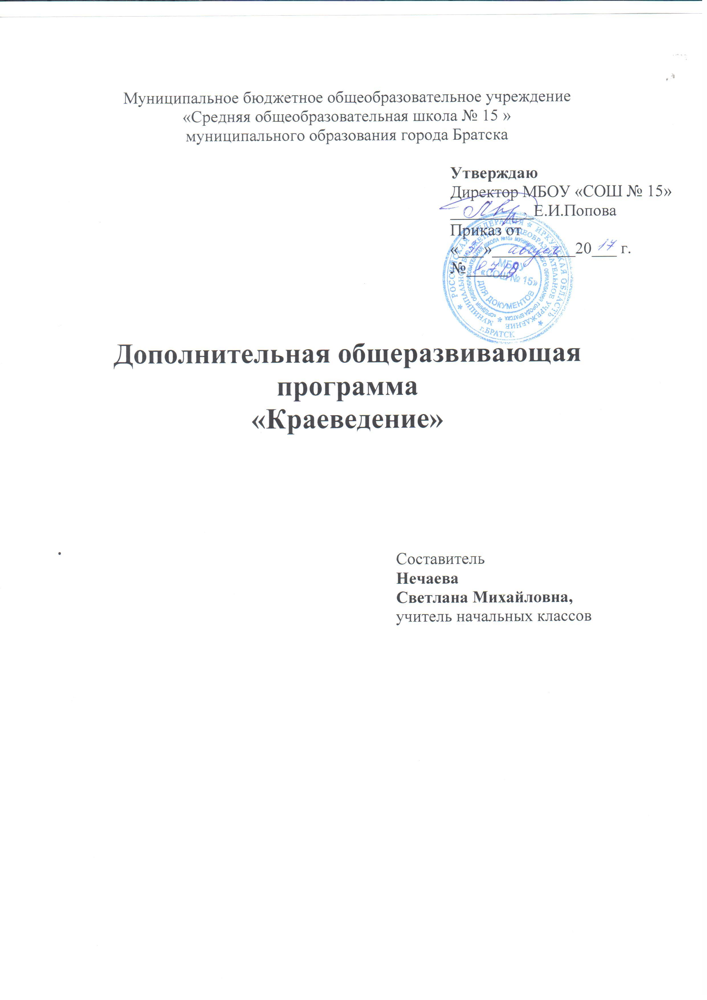 Муниципальное бюджетное общеобразовательное учреждение
«Средняя общеобразовательная школа № 15 »
муниципального образования города Братска
Утверждаю
Директор МБОУ «СОШ № 15»
Е.И.Попова
Приказ от
«31» августа 2017 г.
№
РОССИЙСКАЯ ФЕДЕРАЦИЯ * ИРКУТСКАЯ ОБЛАСТЬ *
г.БРАТСК
МУНИЦИПАЛЬНОЕ БЮДЖЕТНОЕ ОБЩЕОБРАЗОВАТЕЛЬНОЕ УЧРЕЖДЕНИЕ
«СРЕДНЯЯ ОБЩЕОБРАЗОВАТЕЛЬНАЯ ШКОЛА №15» МУНИЦИПАЛЬНОГО ОБРАЗОВАНИЯ ГОРОДА БРАТСКА *
МБОУ
«СОШ № 15»
ДЛЯ ДОКУМЕНТОВ
Дополнительная общеразвивающая
программа
«Краеведение»
Составитель
Нечаева
Светлана Михайловна,
учитель начальных классов